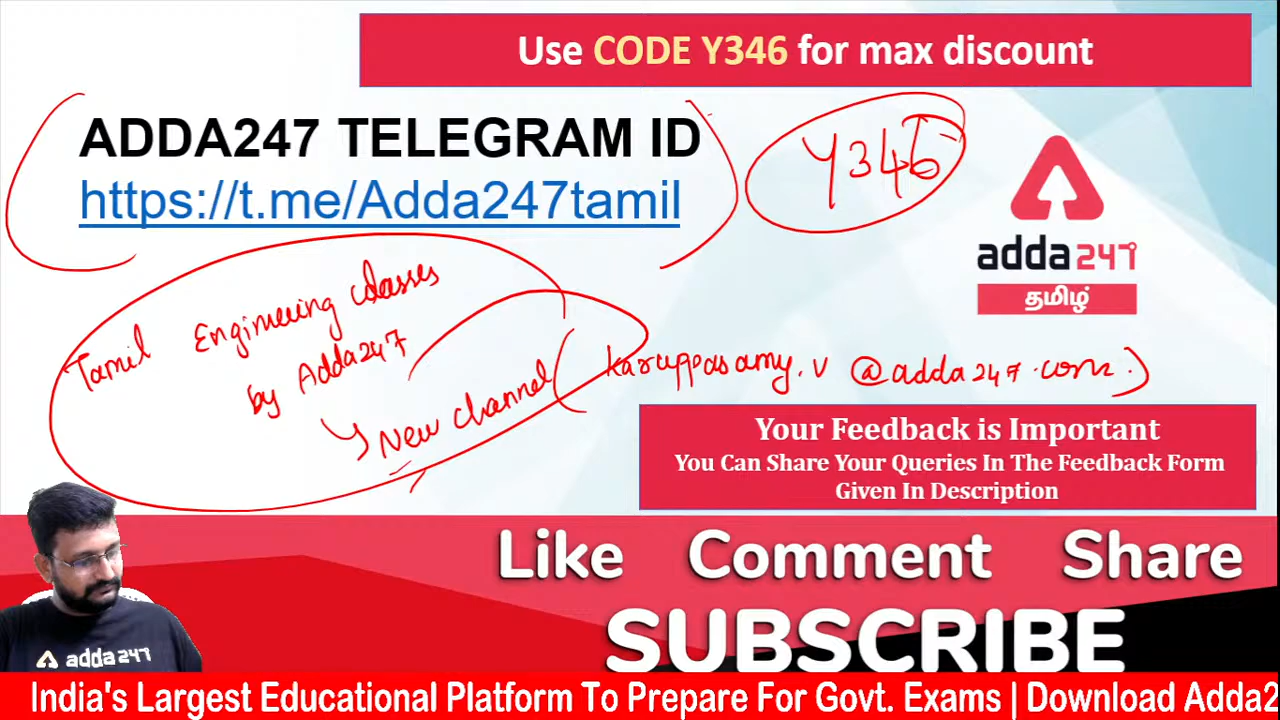 Use CODE Y346 for max discount
ADDA247 TELEGRAM ID
https://t.me/Adda247tamil
Y346
adda247
தமிழ்
Tamil Engineering classes
by Adda247
New channel
(karuppasamy.v @adda247.com.)
Your Feedback is Important
You Can Share Your Queries In The Feedback Form
Given In Description
Like Comment Share
SUBSCRIBE
adda247
India's Largest Educational Platform To Prepare For Govt. Exams | Download Adda2